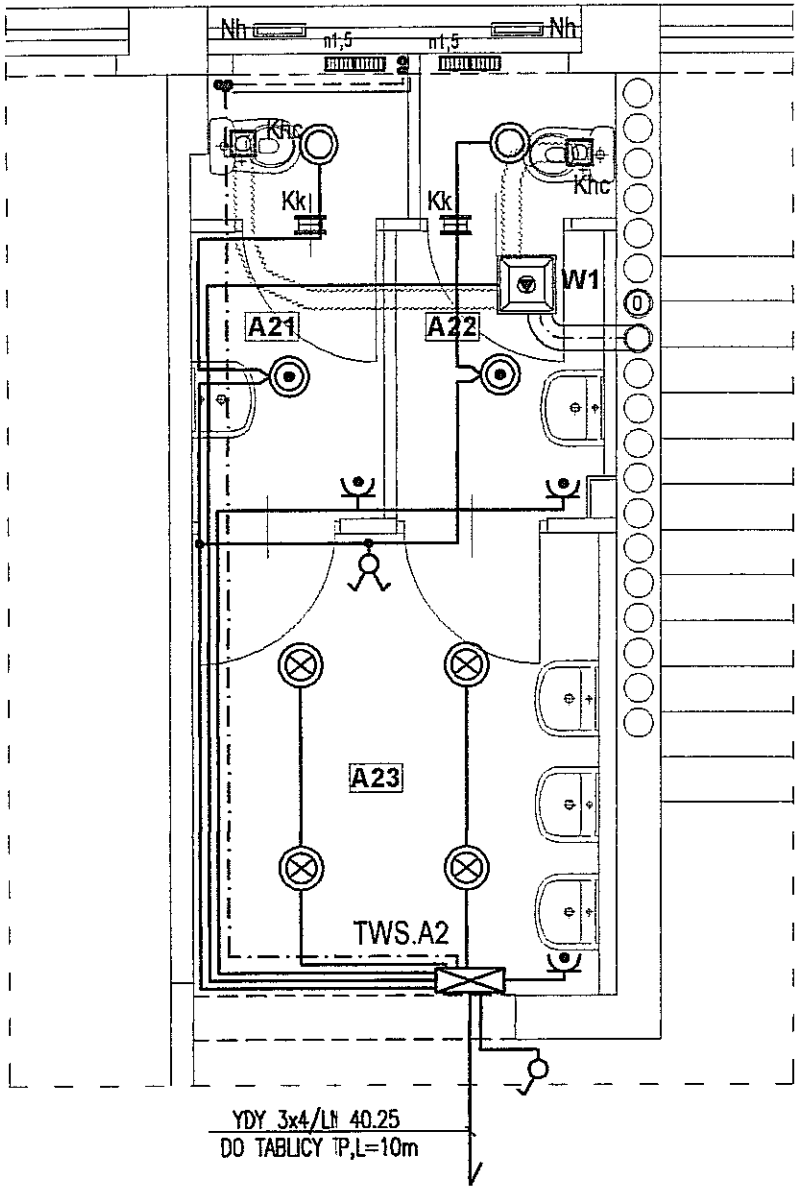 Nh Nh
n1,5 n1,5
Khc
Khc
Kk Kk
W1
0
A21 A22
A23
TWS.A2
YDY 3x4/LN 40.25
DO TABLICY TP,L=10m